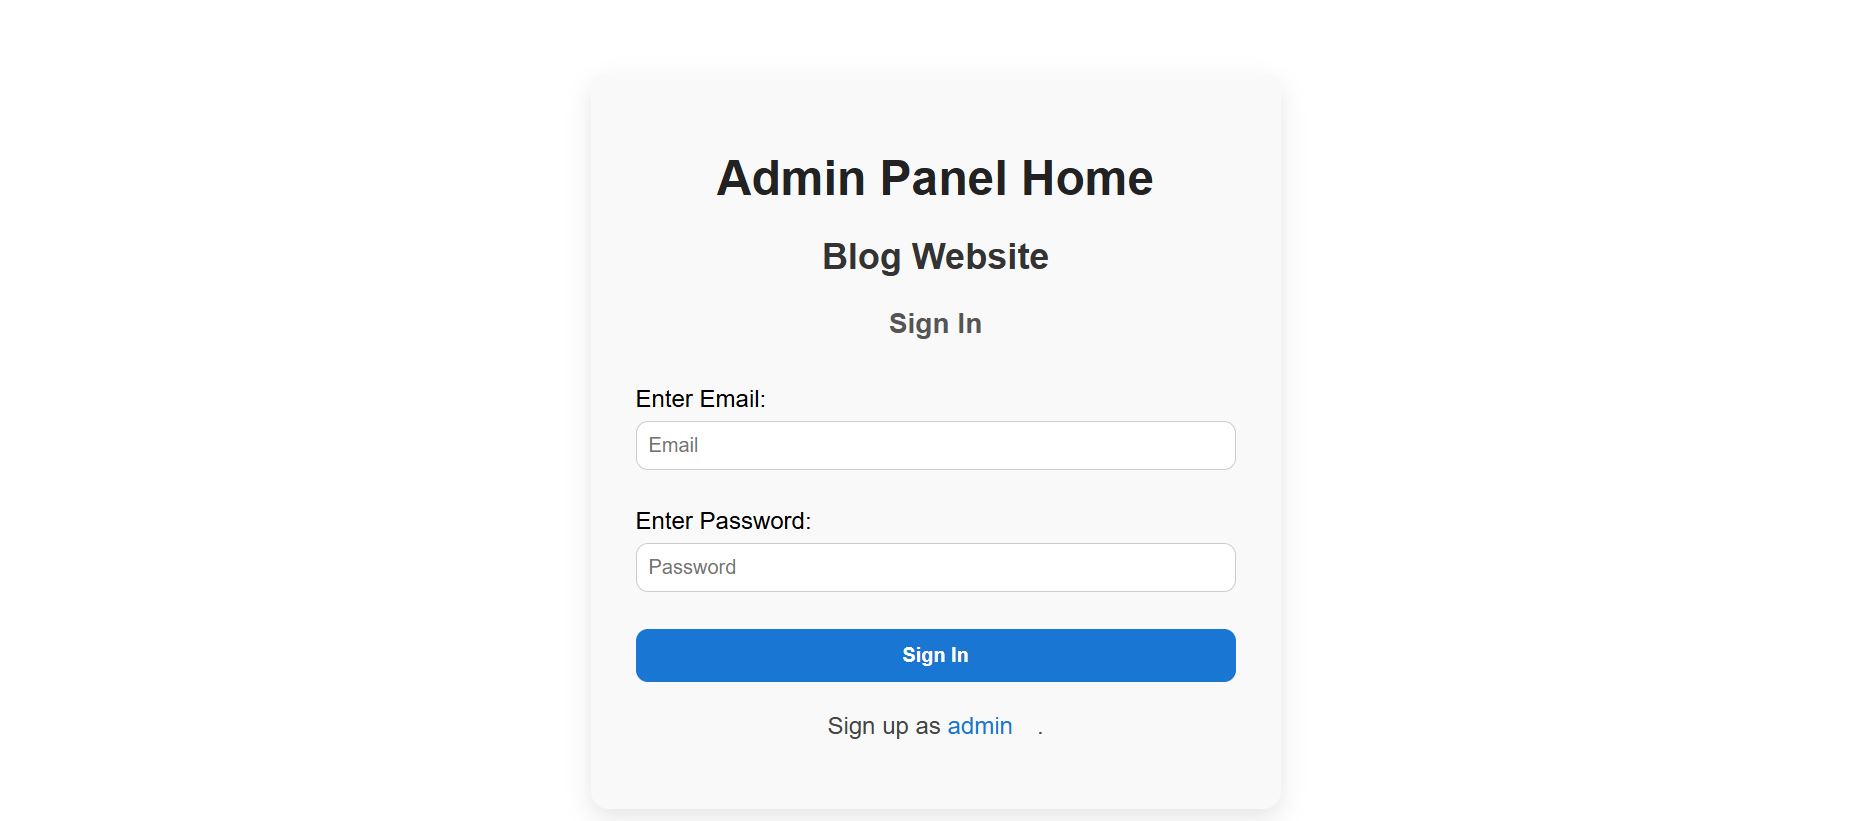 Admin Panel Home
Blog Website
Sign In
Enter Email:
Email
Enter Password:
Password
Sign In
Sign up as admin .